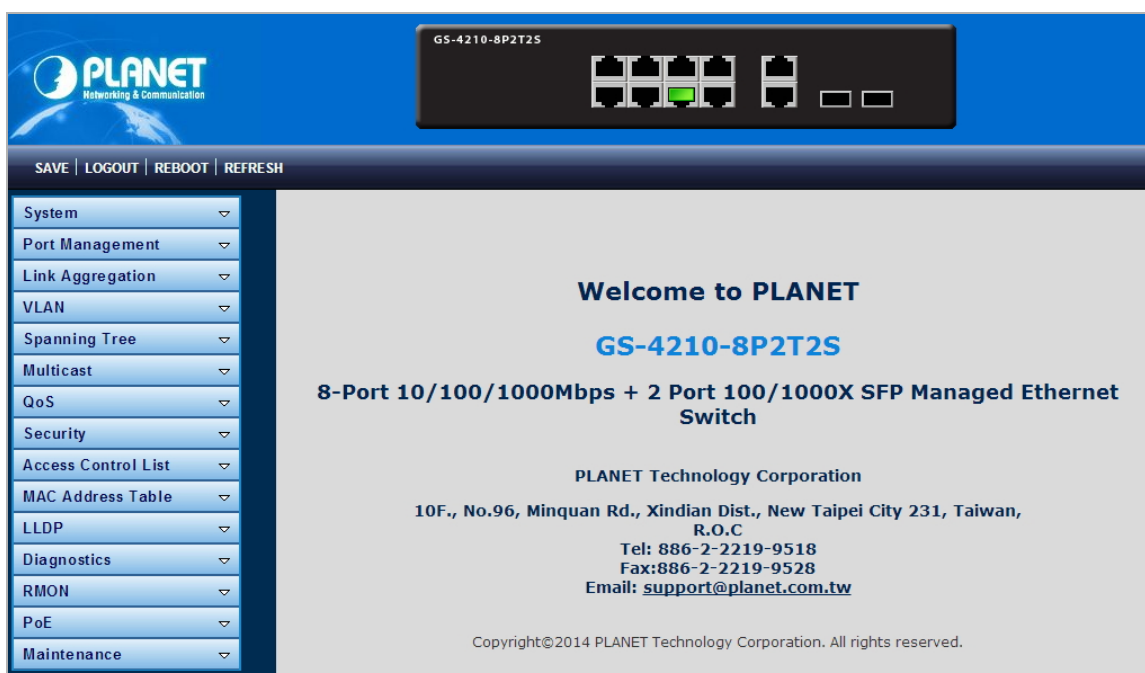 GS-4210-8P2T2S
PLANET
Networking & Communication
SAVE | LOGOUT | REBOOT | REFRESH
System
Port Management
Link Aggregation
VLAN
Spanning Tree
Multicast
QoS
Security
Access Control List
MAC Address Table
LLDP
Diagnostics
RMON
PoE
Maintenance
Welcome to PLANET
GS-4210-8P2T2S
8-Port 10/100/1000Mbps + 2 Port 100/1000X SFP Managed Ethernet
Switch
PLANET Technology Corporation
10F., No.96, Minquan Rd., Xindian Dist., New Taipei City 231, Taiwan,
R.O.C
Tel: 886-2-2219-9518
Fax:886-2-2219-9528
Email: support@planet.com.tw
Copyright©2014 PLANET Technology Corporation. All rights reserved.